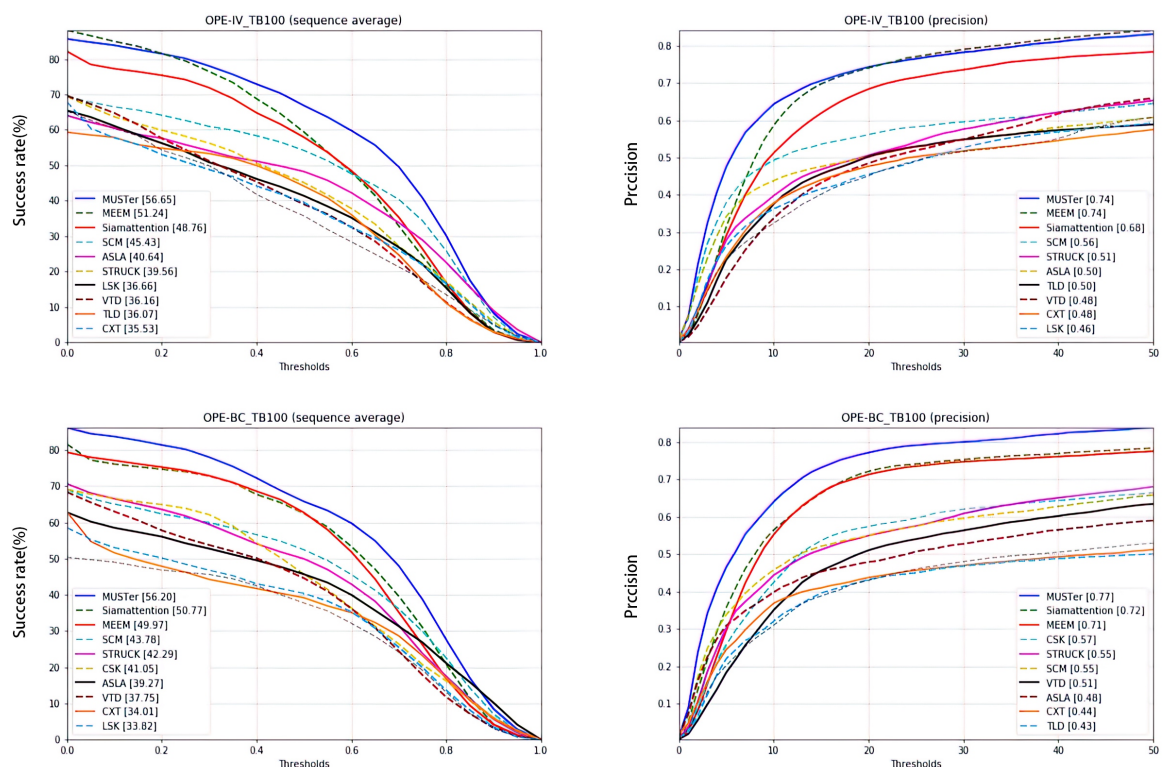 OPE-IV_TB100 (sequence average)
Success rate(%)
80
70
60
50
40
30
20
10
0
MUSTer [56.65]
MEEM [51.24]
Siamattention [48.76]
SCM [45.43]
ASLA [40.64]
STRUCK [39.56]
LSK [36.66]
VTD [36.16]
TLD [36.07]
CXT [35.53]
0.0 0.2 0.4 0.6 0.8 1.0
Thresholds
OPE-IV_TB100 (precision)
Prccision
0.8
0.7
0.6
0.5
0.4
0.3
0.2
0.1
MUSTer [0.74]
MEEM [0.74]
Siamattention [0.68]
SCM [0.56]
STRUCK [0.51]
ASLA [0.50]
TLD [0.50]
VTD [0.48]
CXT [0.48]
LSK [0.46]
0 10 20 30 40 50
Thresholds
OPE-BC_TB100 (sequence average)
Success rate(%)
80
70
60
50
40
30
20
10
0
MUSTer [56.20]
Siamattention [50.77]
MEEM [49.97]
SCM [43.78]
STRUCK [42.29]
CSK [41.05]
ASLA [39.27]
VTD [37.75]
CXT [34.01]
LSK [33.82]
0.0 0.2 0.4 0.6 0.8 1.0
Thresholds
OPE-BC_TB100 (precision)
Prccision
0.8
0.7
0.6
0.5
0.4
0.3
0.2
0.1
MUSTer [0.77]
Siamattention [0.72]
MEEM [0.71]
CSK [0.57]
STRUCK [0.55]
SCM [0.55]
VTD [0.51]
ASLA [0.48]
CXT [0.44]
TLD [0.43]
0 10 20 30 40 50
Thresholds